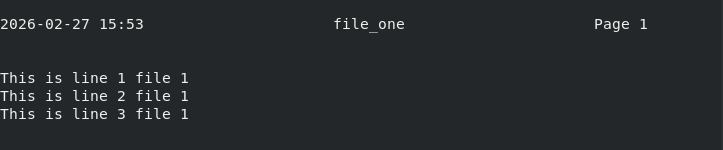 2026-02-27 15:53 file_one Page 1
This is line 1 file 1
This is line 2 file 1
This is line 3 file 1